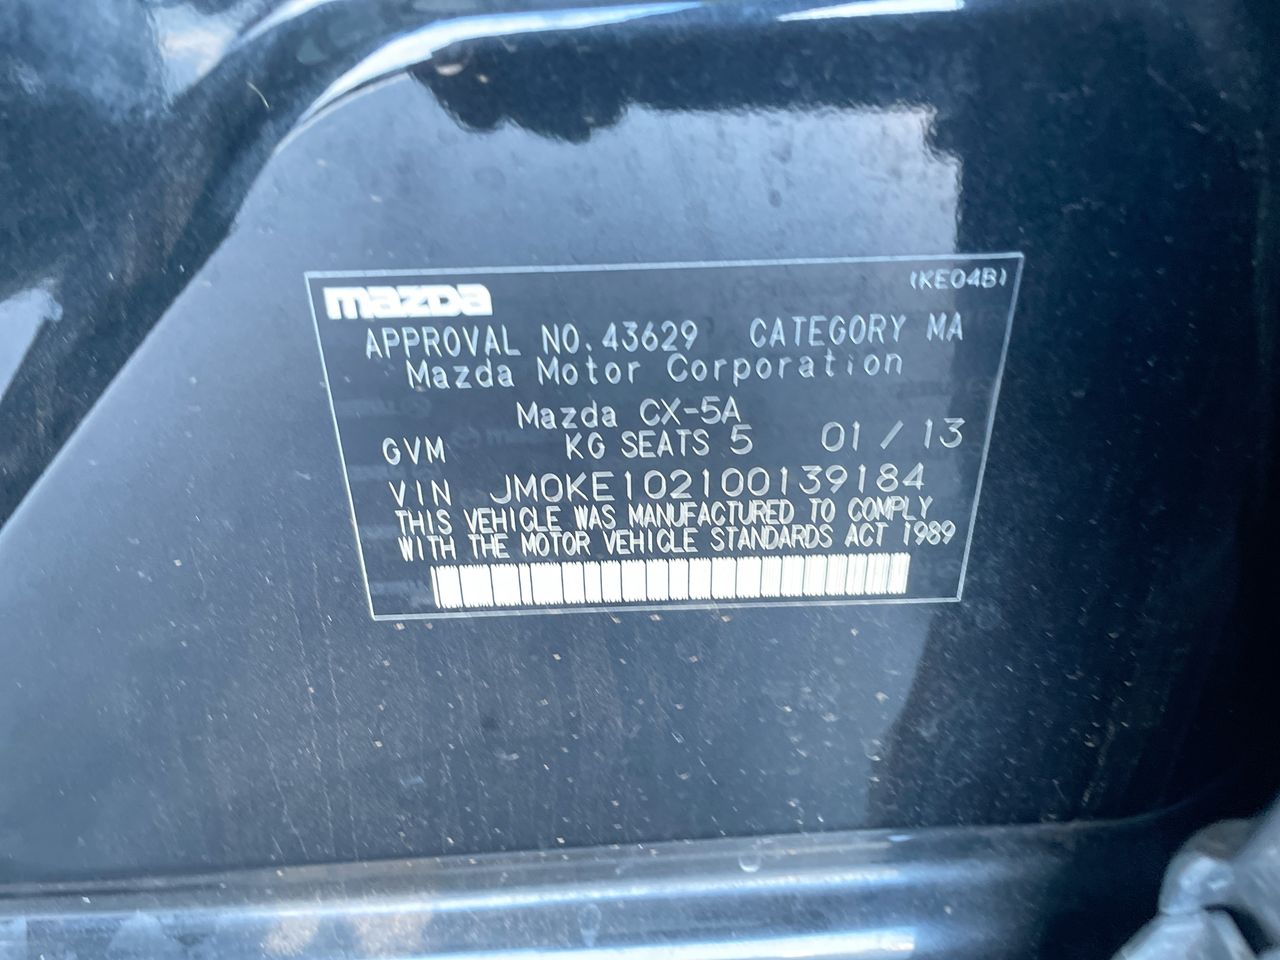 mazda (KE04B)
APPROVAL NO. 43629 CATEGORY MA
Mazda Motor Corporation
Mazda CX-5A
GVM KG SEATS 5 01 / 13
VIN JM0KE102100139184
THIS VEHICLE WAS MANUFACTURED TO COMPLY
WITH THE MOTOR VEHICLE STANDARDS ACT 1989